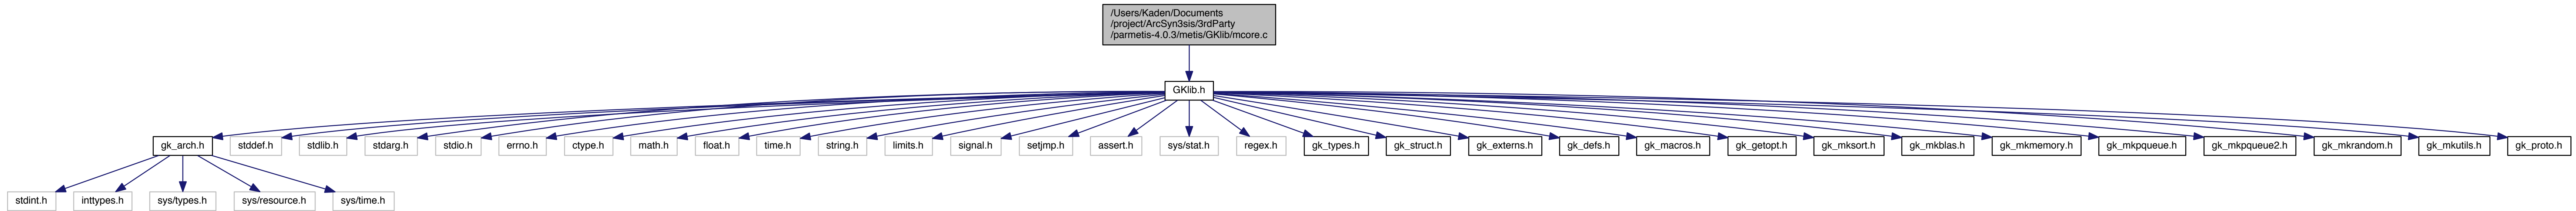 /Users/Kaden/Documents
/project/ArcSyn3sis/3rdParty
/parmetis-4.0.3/metis/GKlib/mcore.c
GKlib.h
gk_arch.h
stddef.h
stdlib.h
stdarg.h
stdio.h
errno.h
ctype.h
math.h
float.h
time.h
string.h
limits.h
signal.h
setjmp.h
assert.h
sys/stat.h
regex.h
gk_types.h
gk_struct.h
gk_externs.h
gk_defs.h
gk_macros.h
gk_getopt.h
gk_mksort.h
gk_mkblas.h
gk_mkmemory.h
gk_mkpqueue.h
gk_mkpqueue2.h
gk_mkrandom.h
gk_mkutils.h
gk_proto.h
stdint.h
inttypes.h
sys/types.h
sys/resource.h
sys/time.h